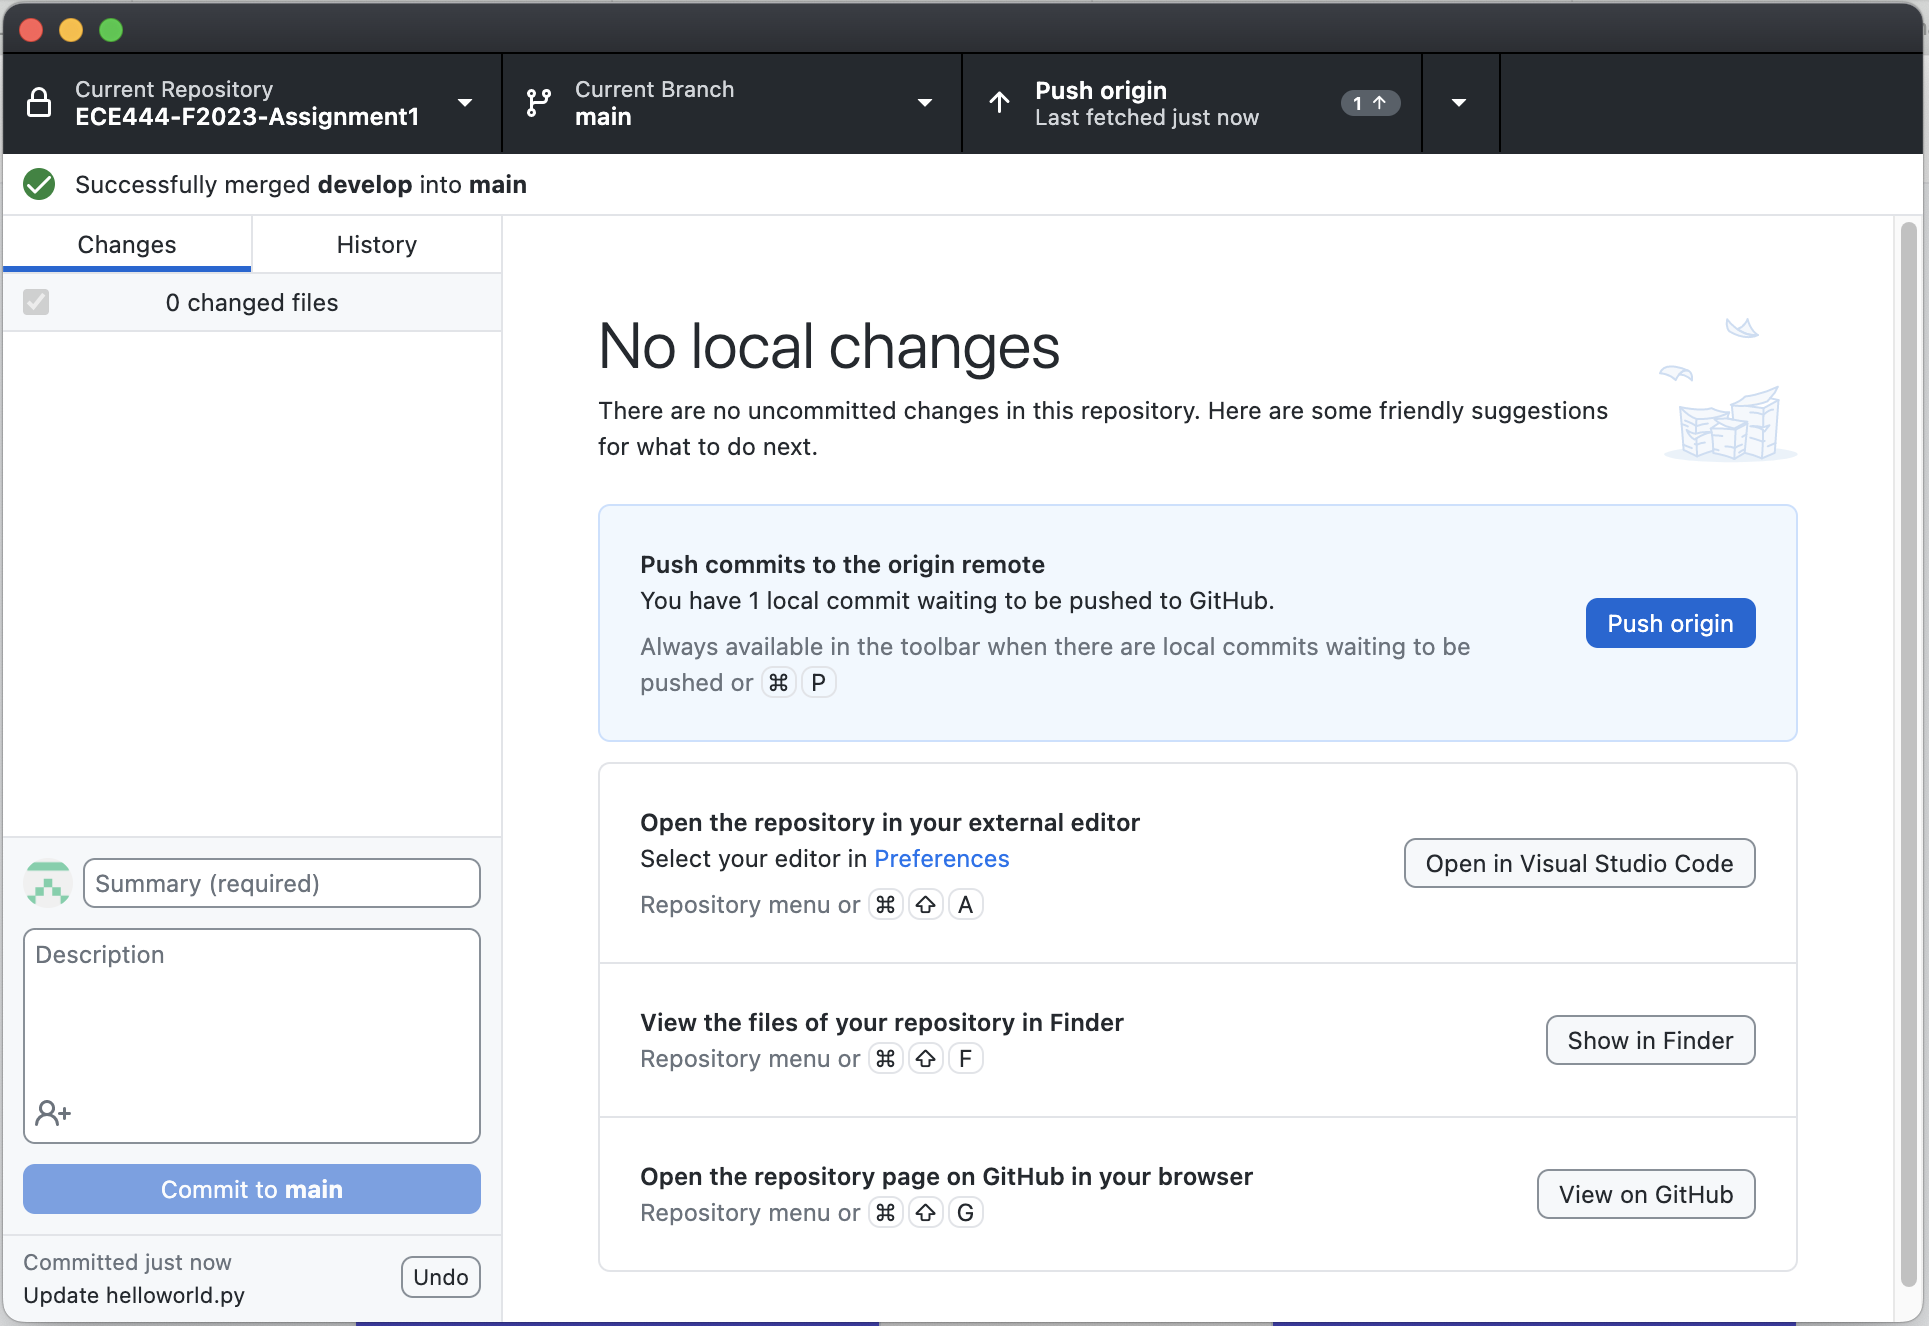 Current Repository
ECE444-F2023-Assignment1
Current Branch
main
Push origin
Last fetched just now
1 ↑
Successfully merged develop into main
Changes
History
0 changed files
No local changes
There are no uncommitted changes in this repository. Here are some friendly suggestions
for what to do next.
Push commits to the origin remote
You have 1 local commit waiting to be pushed to GitHub.
Always available in the toolbar when there are local commits waiting to be
pushed or ⌘ P
Push origin
Open the repository in your external editor
Select your editor in Preferences
Repository menu or ⌘ ⇧ A
Open in Visual Studio Code
View the files of your repository in Finder
Repository menu or ⌘ ⇧ F
Show in Finder
Open the repository page on GitHub in your browser
Repository menu or ⌘ ⇧ G
View on GitHub
Summary (required)
Description
Commit to main
Committed just now
Update helloworld.py
Undo